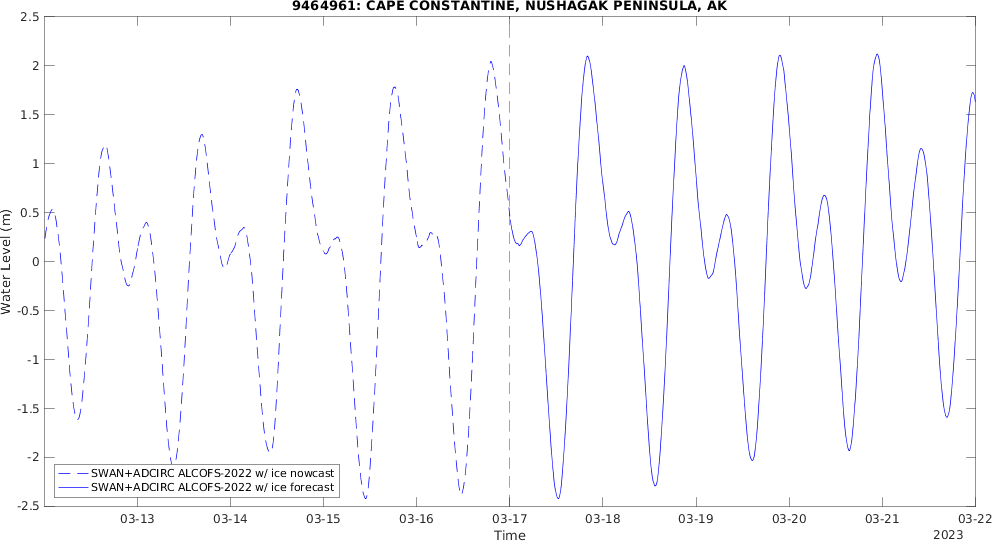 9464961: CAPE CONSTANTINE, NUSHAGAK PENINSULA, AK
2.5
2
1.5
1
0.5
0
-0.5
-1
-1.5
-2
-2.5
Water Level (m)
SWAN+ADCIRC ALCOFS-2022 w/ ice nowcast
SWAN+ADCIRC ALCOFS-2022 w/ ice forecast
03-13 03-14 03-15 03-16 03-17 03-18 03-19 03-20 03-21 03-22
Time
2023